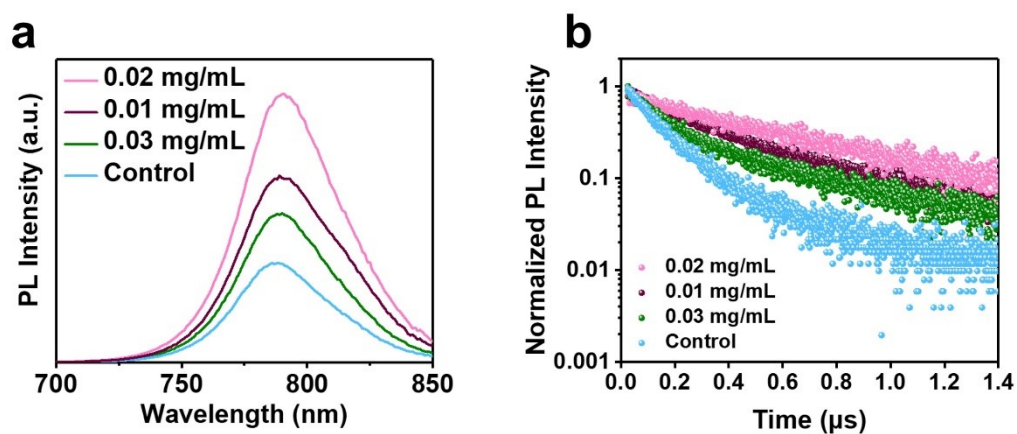 a
PL Intensity (a.u.)
0.02 mg/mL
0.01 mg/mL
0.03 mg/mL
Control
700
750
800
850
Wavelength (nm)
b
Normalized PL Intensity
1
0.1
0.01
0.001
0.02 mg/mL
0.01 mg/mL
0.03 mg/mL
Control
0.0
0.2
0.4
0.6
0.8
1.0
1.2
1.4
Time (µs)